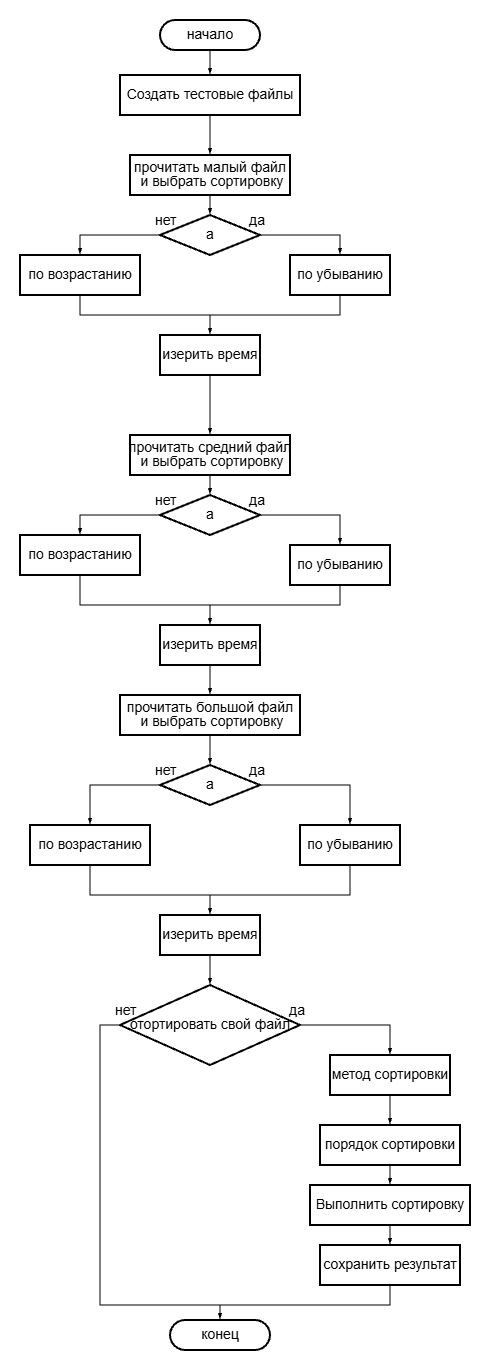 начало
Создать тестовые файлы
прочитать малый файл
и выбрать сортировку
нет
да
а
по возрастанию
по убыванию
изерить время
прочитать средний файл
и выбрать сортировку
нет
да
а
по возрастанию
по убыванию
изерить время
прочитать большой файл
и выбрать сортировку
нет
да
а
по возрастанию
по убыванию
изерить время
нет
да
отортировать свой файл
метод сортировки
порядок сортировки
Выполнить сортировку
сохранить результат
конец